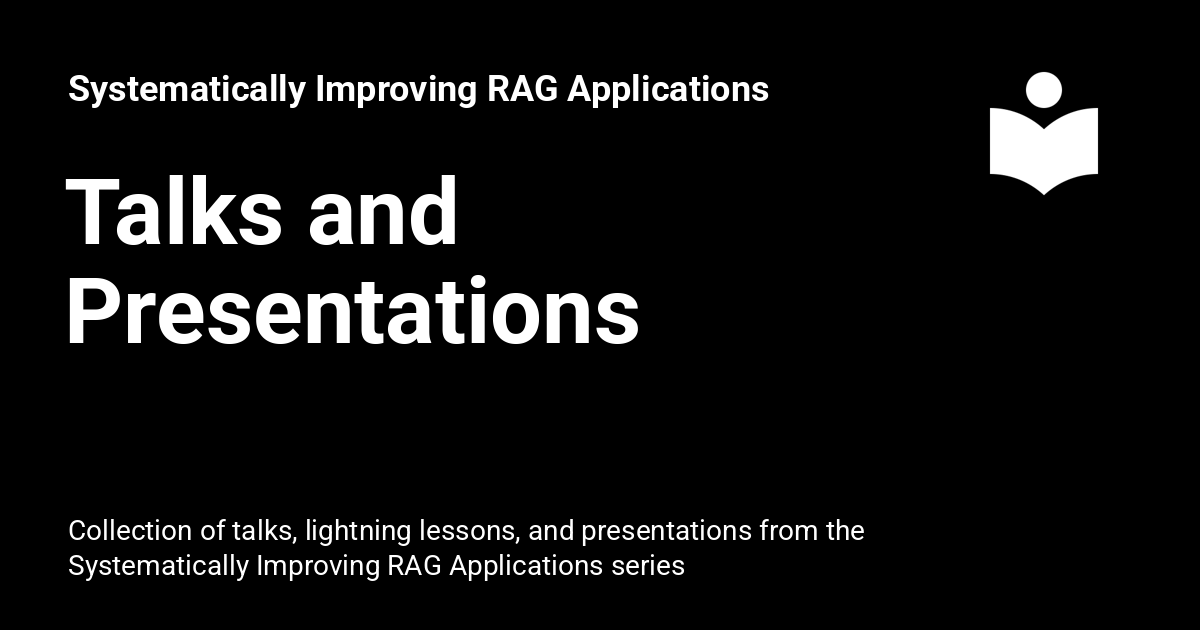 Systematically Improving RAG Applications
Talks and
Presentations
Collection of talks, lightning lessons, and presentations from the
Systematically Improving RAG Applications series